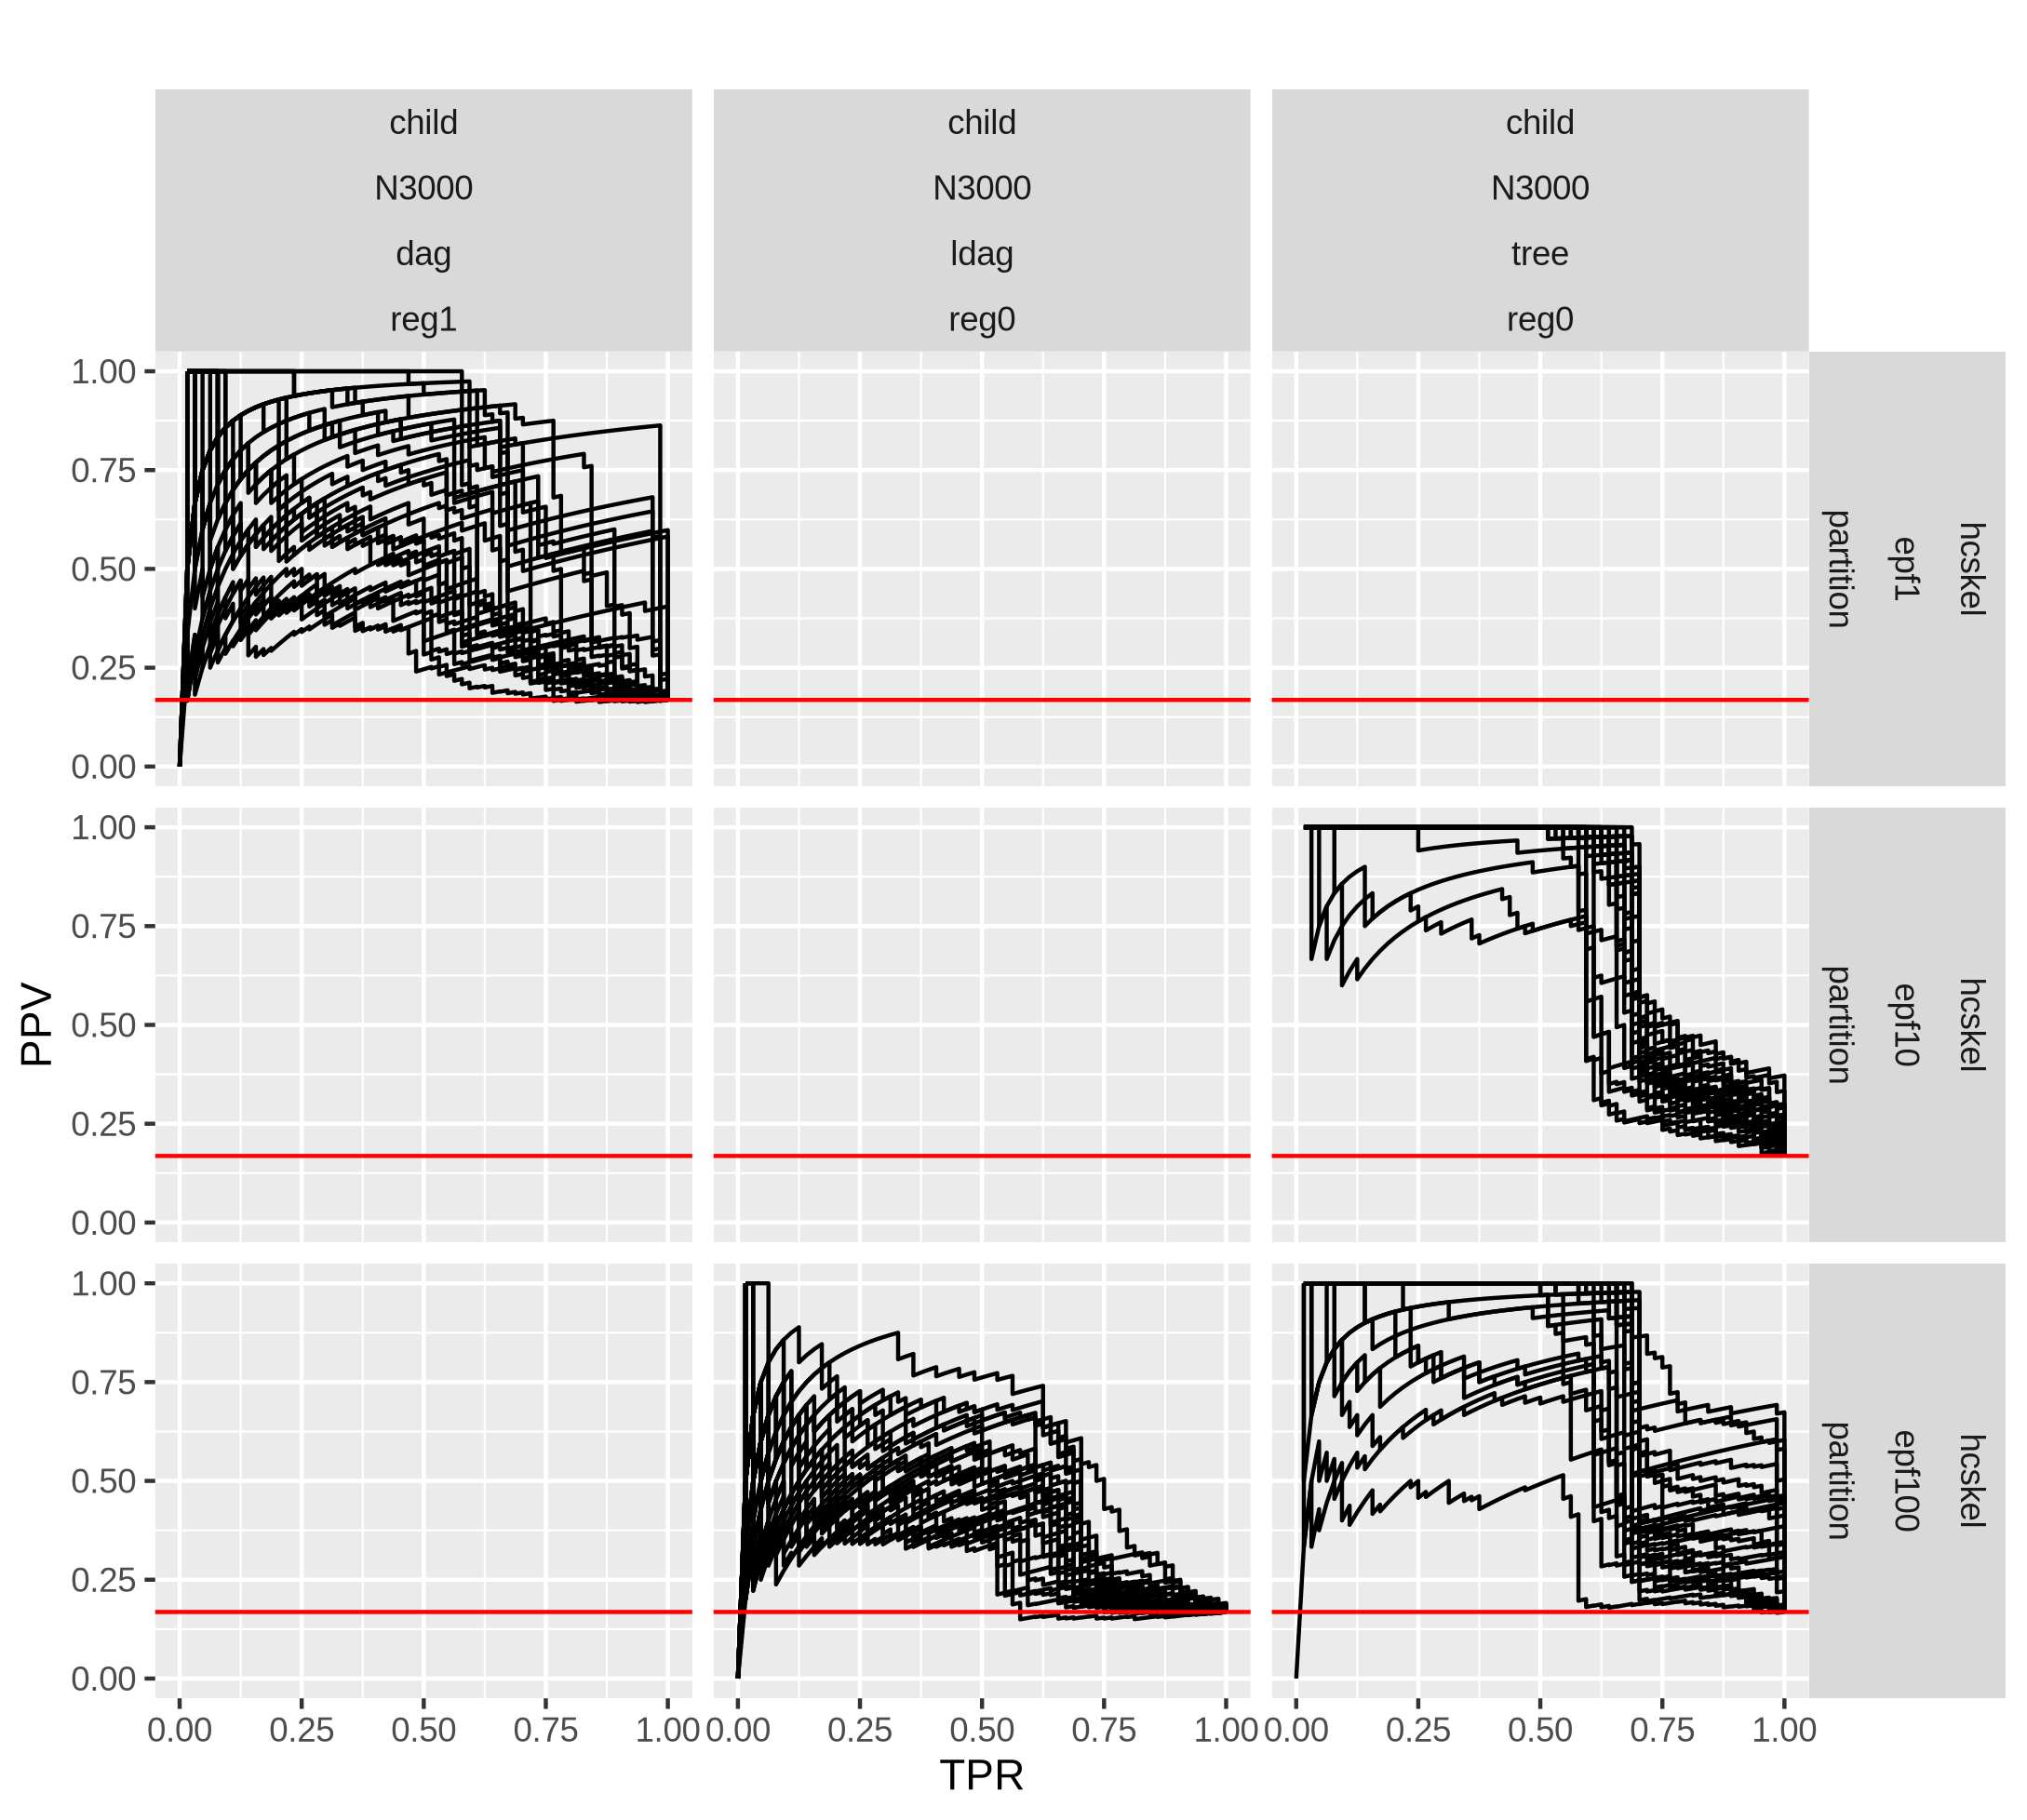 child child child
N3000 N3000 N3000
dag ldag tree
reg1 reg0 reg0
1.00
0.75
0.50
0.25
0.00
partition epf1 hcskel
1.00
0.75
0.50
0.25
0.00
partition epf10 hcskel
PPV
1.00
0.75
0.50
0.25
0.00
partition epf100 hcskel
0.00 0.25 0.50 0.75 1.00 0.00 0.25 0.50 0.75 1.00 0.00 0.25 0.50 0.75 1.00
TPR